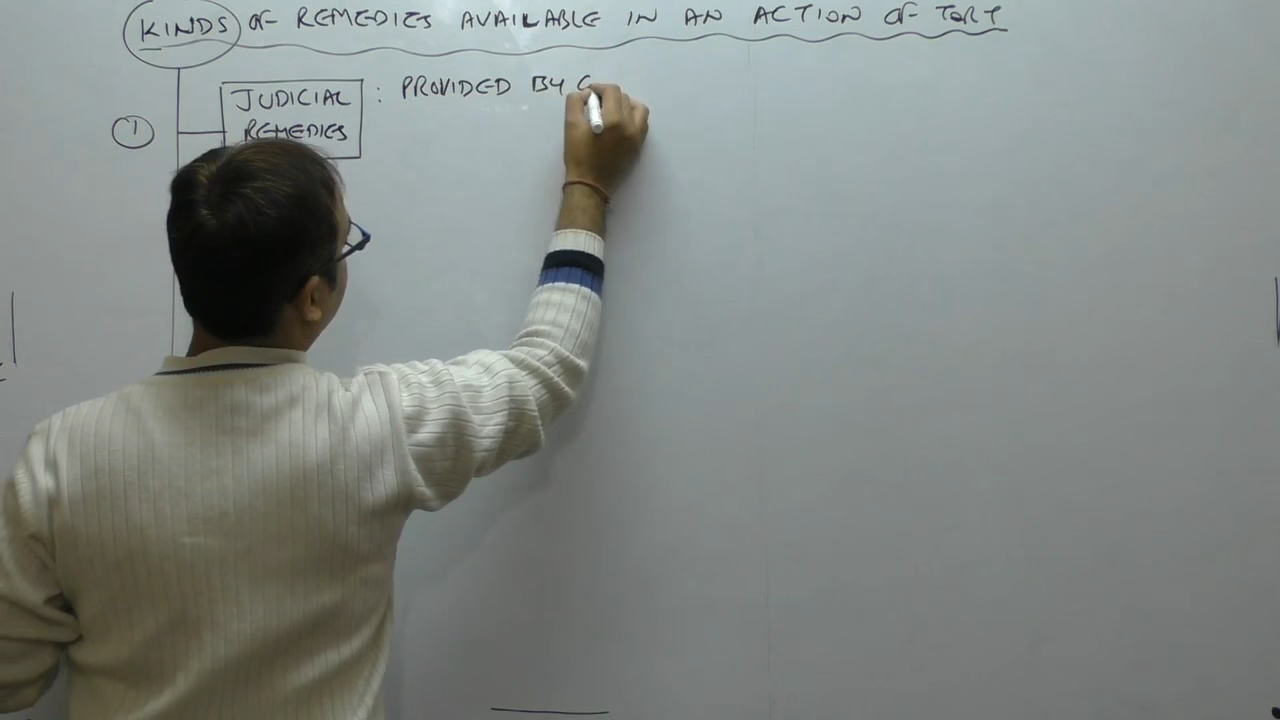 KINDS OF REMEDIES AVAILABLE IN AN ACTION OF TORT
① JUDICIAL REMEDIES : PROVIDED BY C